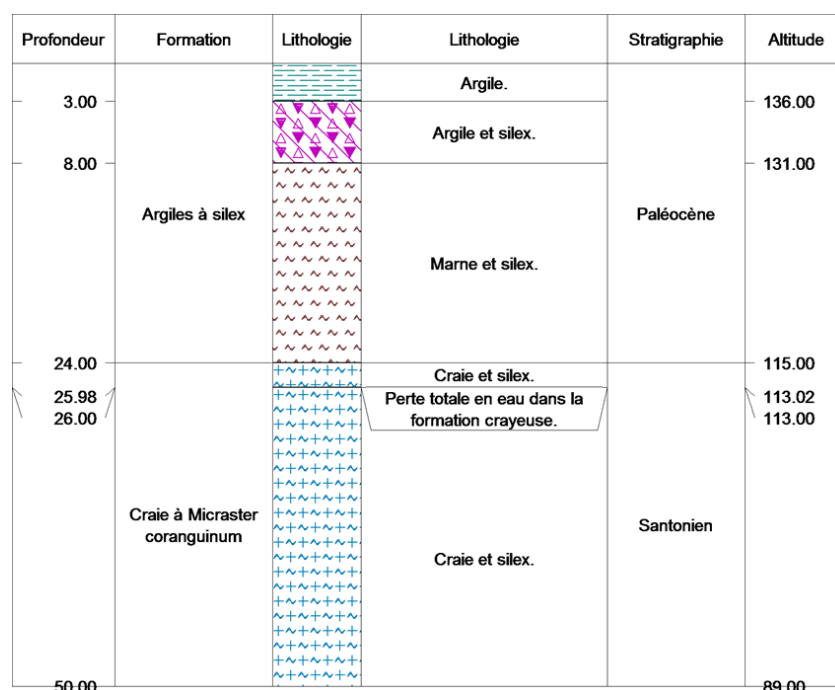 Profondeur Formation Lithologie Lithologie Stratigraphie Altitude
Argile.
3.00 136.00
Argile et silex.
8.00 131.00
Argiles à silex Paléocène
Marne et silex.
24.00 115.00
Craie et silex.
25.98 Perte totale en eau dans la 113.02
26.00 formation crayeuse. 113.00
Craie à Micraster
coranguinum
Santonien
Craie et silex.
50.00 89.00